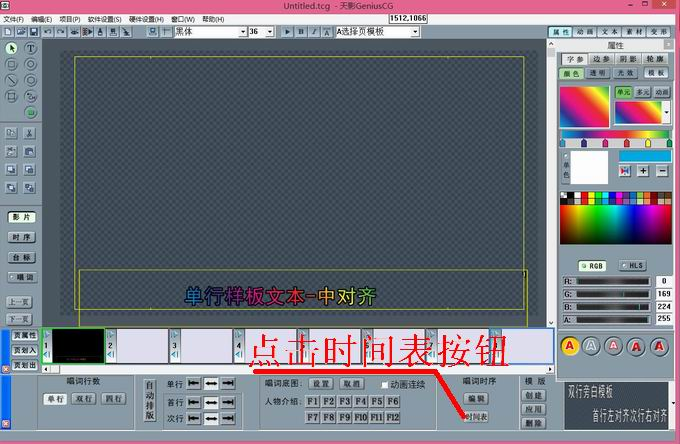 Untitled.tcg - 天影GeniusCG
文件(F) 编辑(E) 项目(P) 软件设置(S) 硬件设置(H) 窗口(W) 帮助(H)
1512,1066
黑体 36 B I A A选择页模板
属性 动画 文本 素材 变形
属性
字参 边参 阴影 轮廓
颜色 透明 光效 模板
单元 多元 动画
单色
RGB HLS
R: 0
G: 169
B: 224
A: 255
A A A A A
T
影片
时序
台标
唱词
上一页
下一页
单行样板文本-中对齐
页属性
页划入
页划出
1 2 3 4
点击时间表按钮
唱词行数
单行 双行 四行
自动排版
单行
首行
次行
唱词底图: 设置 取消 动画连续
人物介绍: F1 F2 F3 F4 F5 F6
F7 F8 F9 F10 F11 F12
唱词时序
编辑
时间表
模版
创建
应用
删除
双行旁白模板
首行左对齐次行右对齐